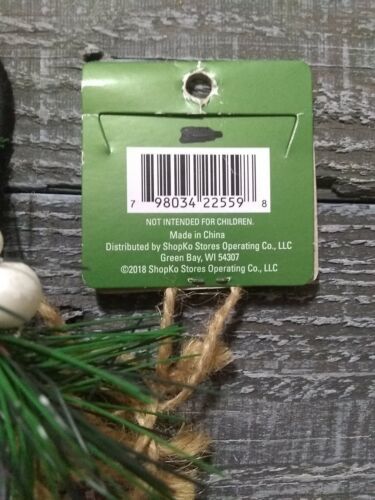 7 98034 22559 8
NOT INTENDED FOR CHILDREN.
Made in China
Distributed by ShopKo Stores Operating Co., LLC
Green Bay, WI 54307
©2018 ShopKo Stores Operating Co., LLC